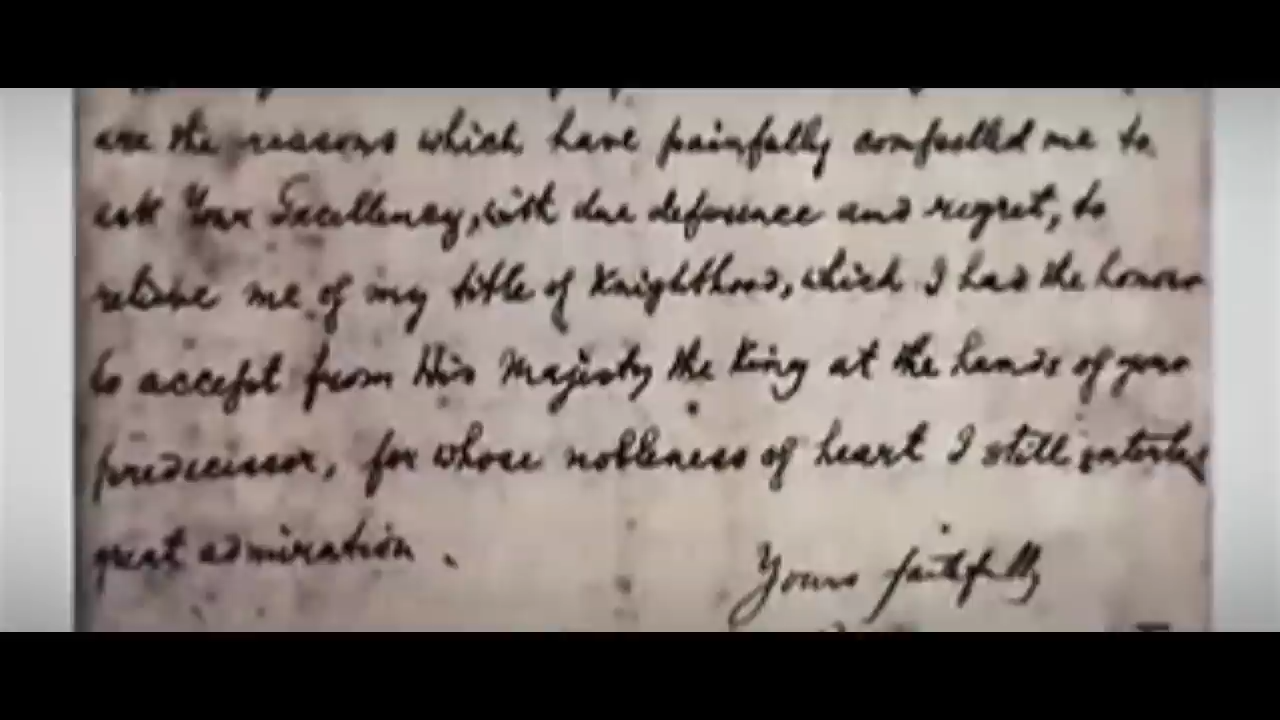 are the reasons which have painfully compelled me to
ask Your Excellency, with due deference and regret, to
relieve me of my title of Knighthood, which I had the honour
to accept from His Majesty the King at the hands of your
predecessor, for whose nobleness of heart I still entertain
great admiration.
Yours faithfully